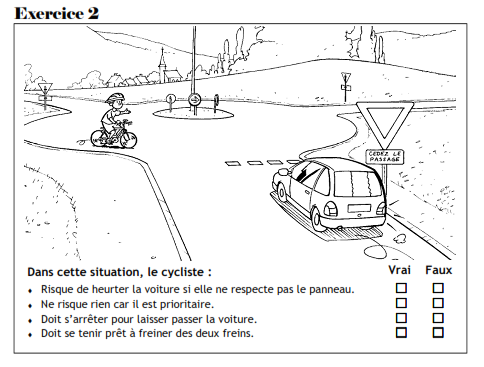 Exercice 2
CÉDEZ LE
PASSAGE
Dans cette situation, le cycliste : Vrai Faux
⬧ Risque de heurter la voiture si elle ne respecte pas le panneau.
⬧ Ne risque rien car il est prioritaire.
⬧ Doit s'arrêter pour laisser passer la voiture.
⬧ Doit se tenir prêt à freiner des deux freins.